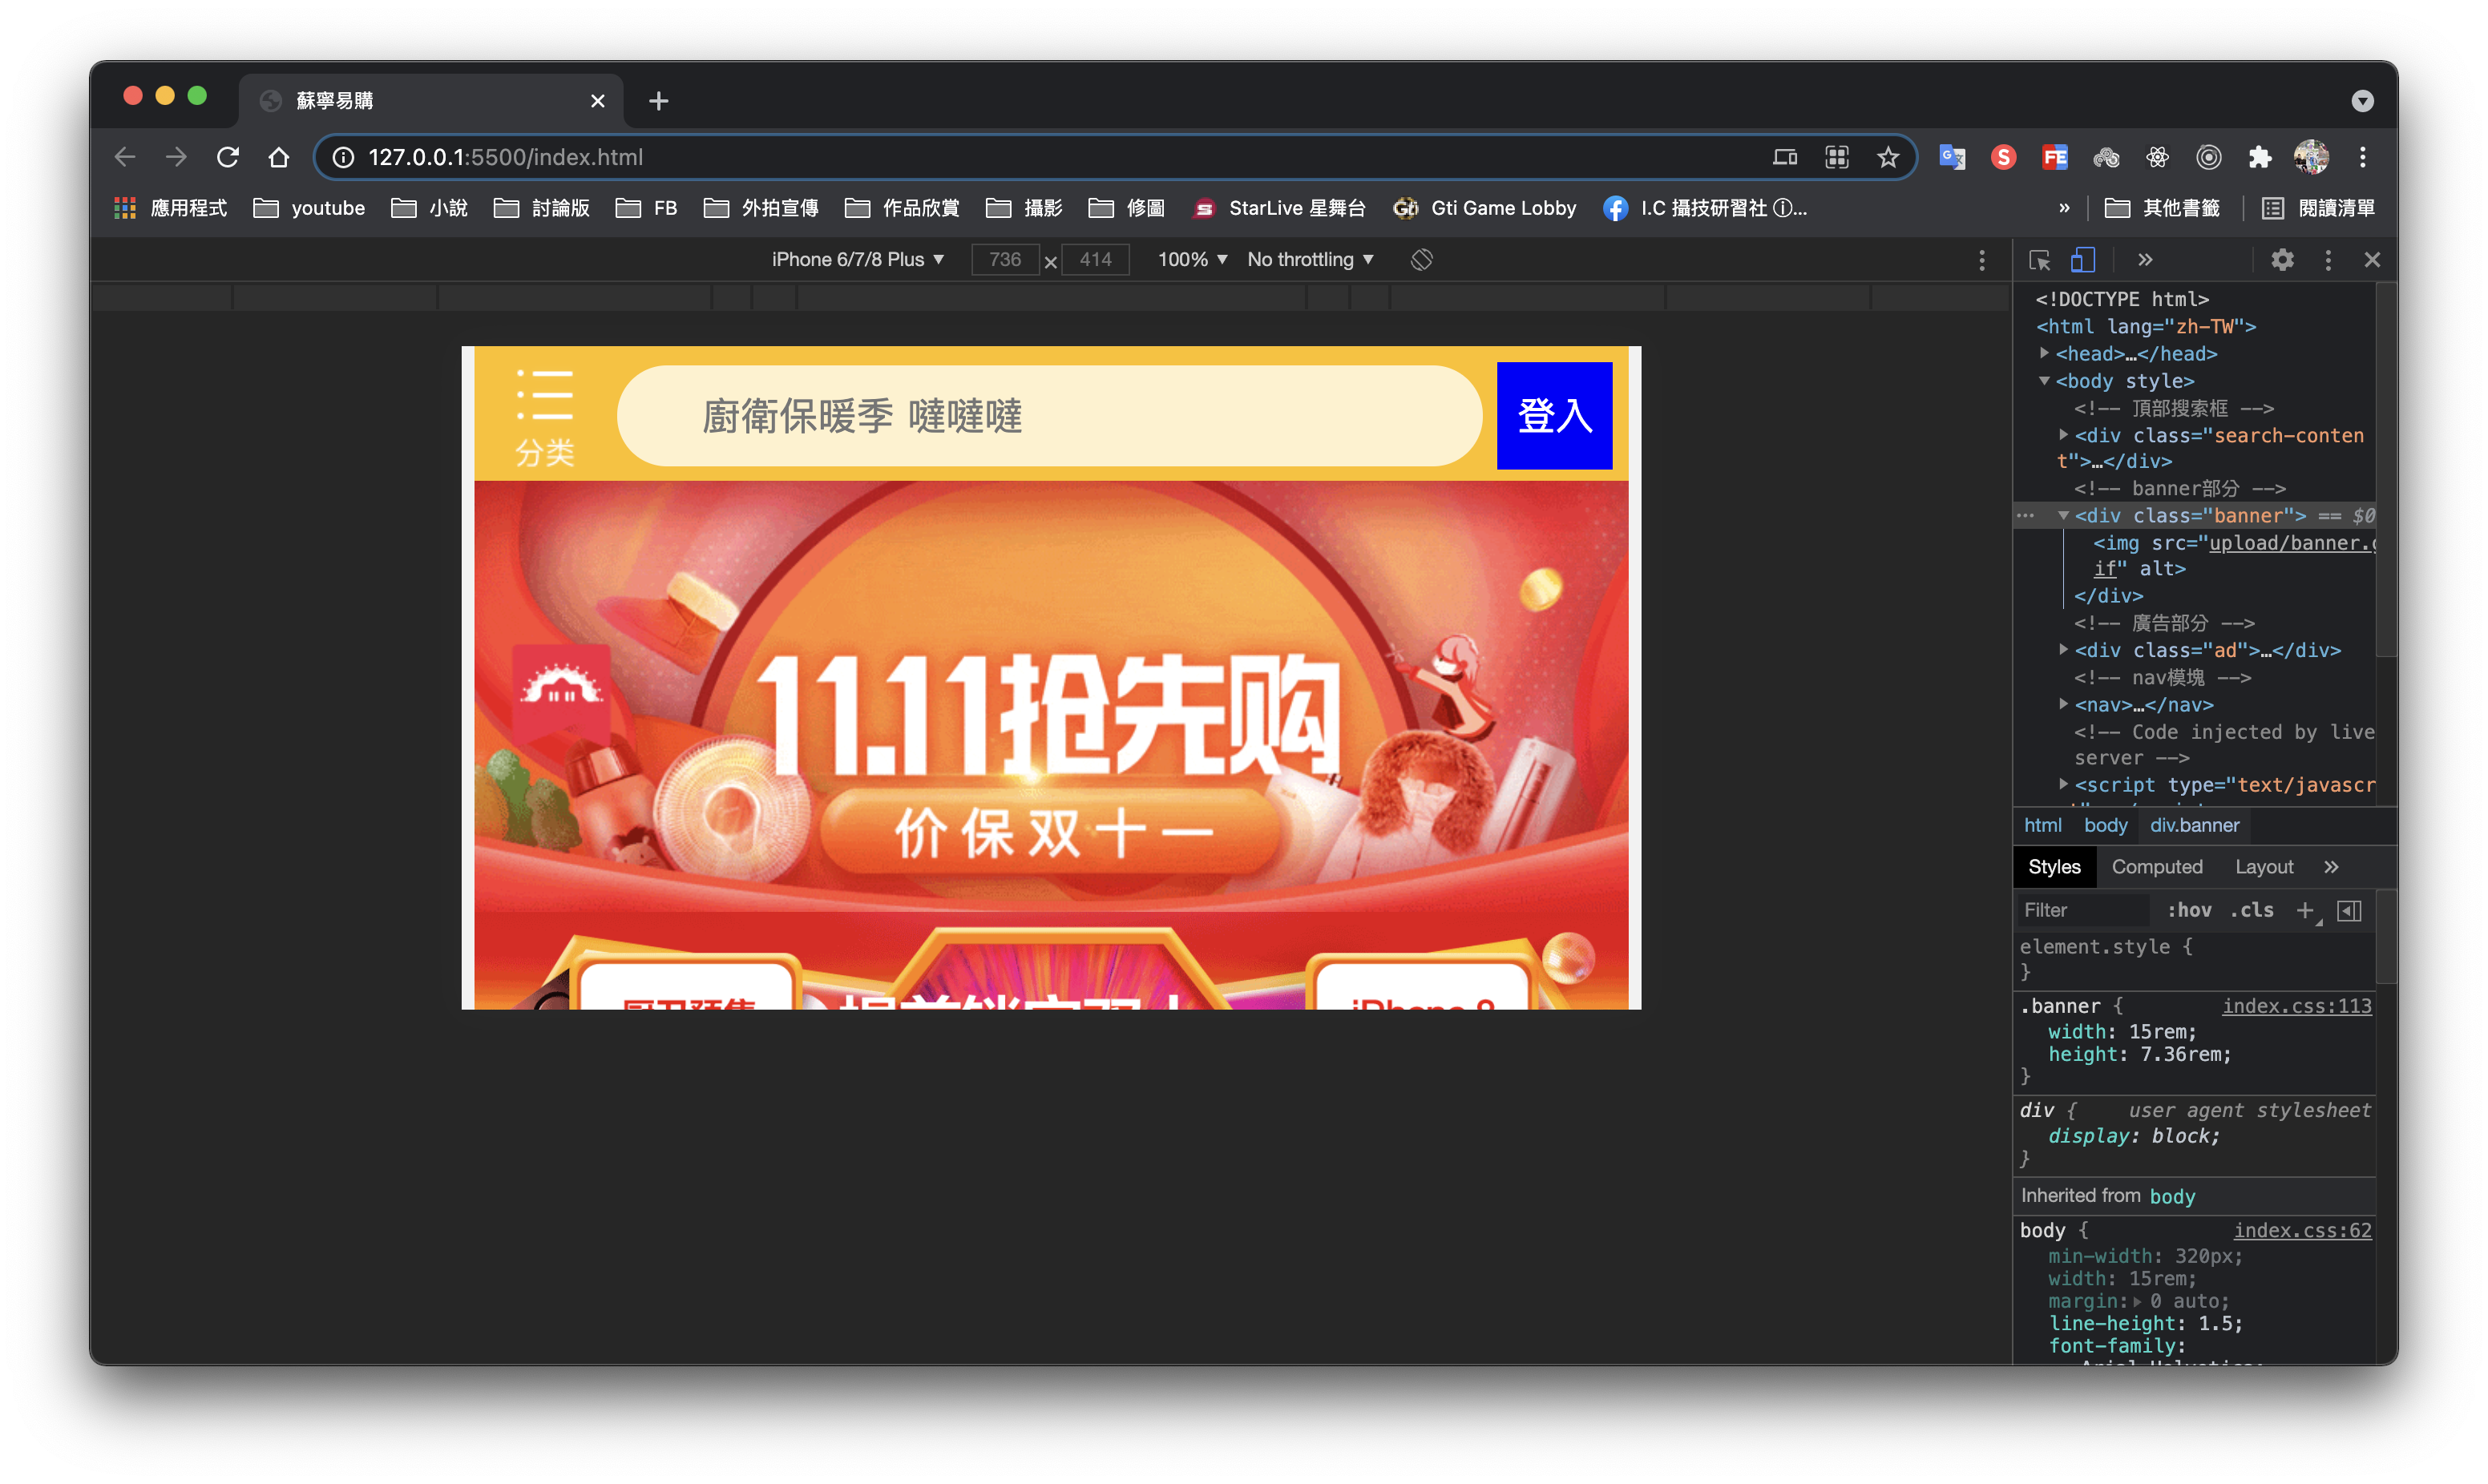 蘇寧易購
127.0.0.1:5500/index.html
應用程式 youtube 小說 討論版 FB 外拍宣傳 作品欣賞 攝影 修圖 StarLive 星舞台 Gti Game Lobby I.C 攝技研習社 ⓘ... » 其他書籤 閱讀清單
iPhone 6/7/8 Plus ▼ 736 × 414 100% ▼ No throttling ▼
<!DOCTYPE html>
<html lang="zh-TW">
<head>…</head>
<body style>
<!-- 頂部搜索框 -->
<div class="search-conten
t">…</div>
<!-- banner部分 -->
<div class="banner"> == $0
<img src="upload/banner.g
if" alt>
</div>
<!-- 廣告部分 -->
<div class="ad">…</div>
<!-- nav模塊 -->
<nav>…</nav>
<!-- Code injected by live
server -->
<script type="text/javascr
html body div.banner
Styles Computed Layout »
Filter :hov .cls +
element.style {
}
.banner { index.css:113
width: 15rem;
height: 7.36rem;
}
div { user agent stylesheet
display: block;
}
Inherited from body
body { index.css:62
min-width: 320px;
width: 15rem;
margin: 0 auto;
line-height: 1.5;
font-family:
分类
廚衛保暖季 噠噠噠
登入
11.11抢先购
价保双十一